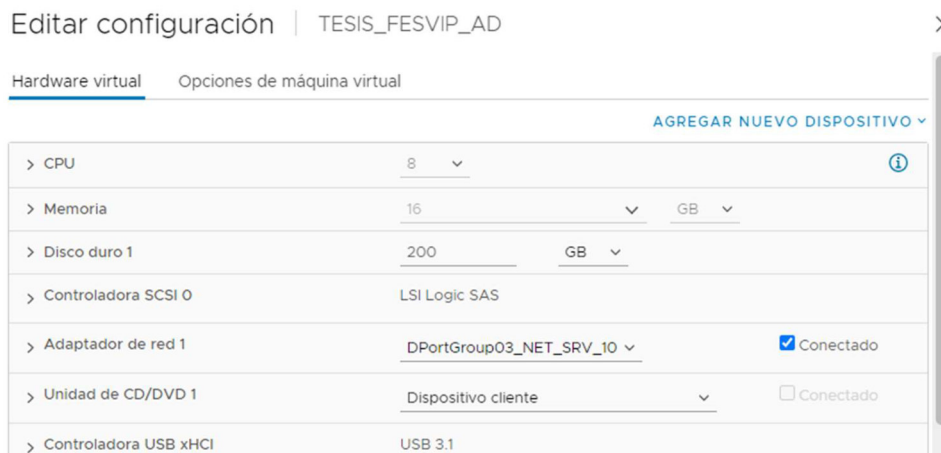 Editar configuración | TESIS_FESVIP_AD
Hardware virtual Opciones de máquina virtual
AGREGAR NUEVO DISPOSITIVO
CPU 8
Memoria 16 GB
Disco duro 1 200 GB
Controladora SCSI 0 LSI Logic SAS
Adaptador de red 1 DPortGroup03_NET_SRV_10 Conectado
Unidad de CD/DVD 1 Dispositivo cliente Conectado
Controladora USB xHCI USB 3.1